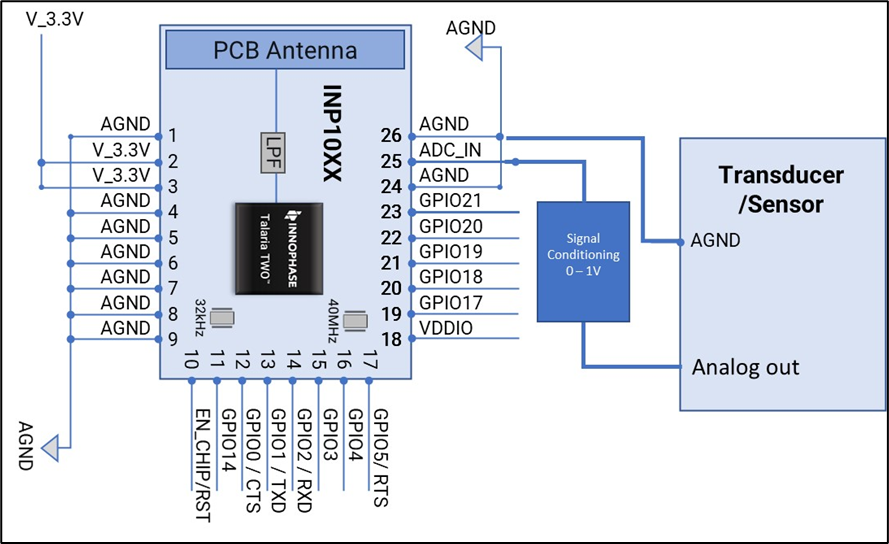 V_3.3V
AGND
PCB Antenna
INP10XX
LPF
INNOPHASE
Talaria TWO™
32kHz
40MHz
AGND 1
V_3.3V 2
V_3.3V 3
AGND 4
AGND 5
AGND 6
AGND 7
AGND 8
AGND 9
26 AGND
25 ADC_IN
24 AGND
23 GPIO21
22 GPIO20
21 GPIO19
20 GPIO18
19 GPIO17
18 VDDIO
10 11 12 13 14 15 16 17
EN_CHIP/RST
GPIO14
GPIO0 / CTS
GPIO1 / TXD
GPIO2 / RXD
GPIO3
GPIO4
GPIO5/ RTS
AGND
Signal
Conditioning
0 – 1V
Transducer
/Sensor
AGND
Analog out